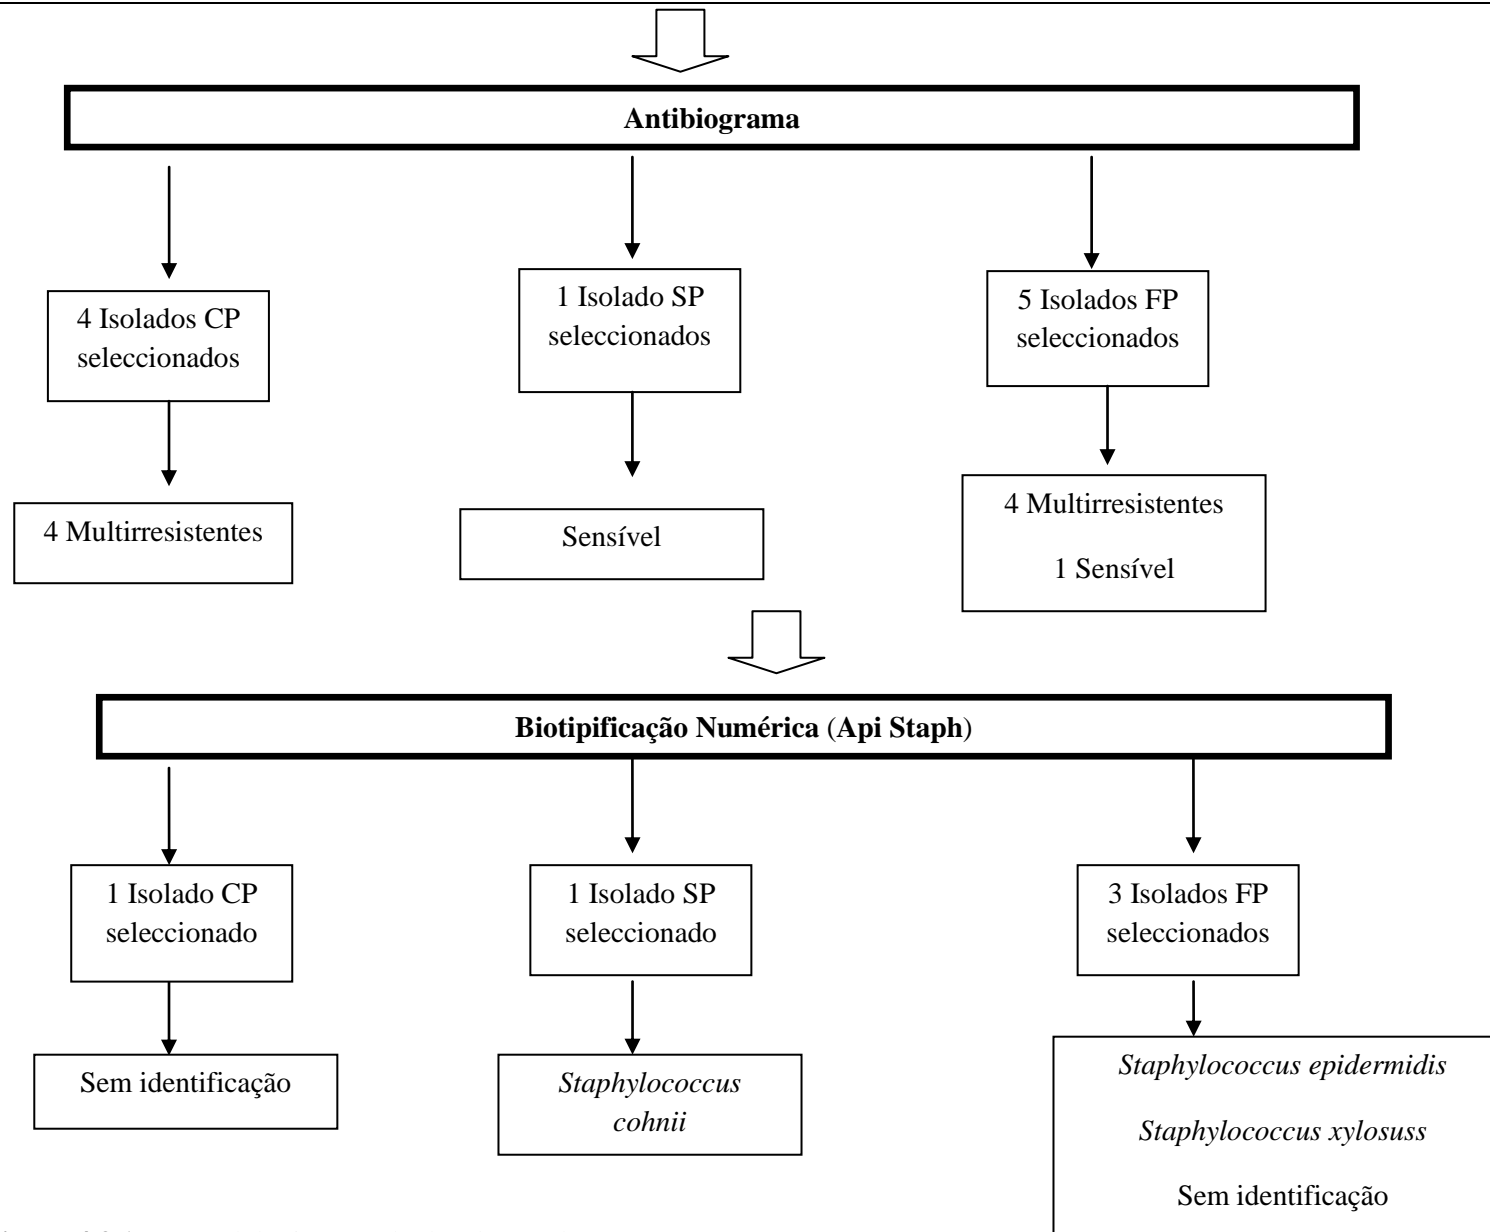 Antibiograma
4 Isolados CP
seleccionados
1 Isolado SP
seleccionados
5 Isolados FP
seleccionados
4 Multirresistentes
Sensível
4 Multirresistentes
1 Sensível
Biotipificação Numérica (Api Staph)
1 Isolado CP
seleccionado
1 Isolado SP
seleccionado
3 Isolados FP
seleccionados
Sem identificação
Staphylococcus
cohnii
Staphylococcus epidermidis
Staphylococcus xylosuss
Sem identificação